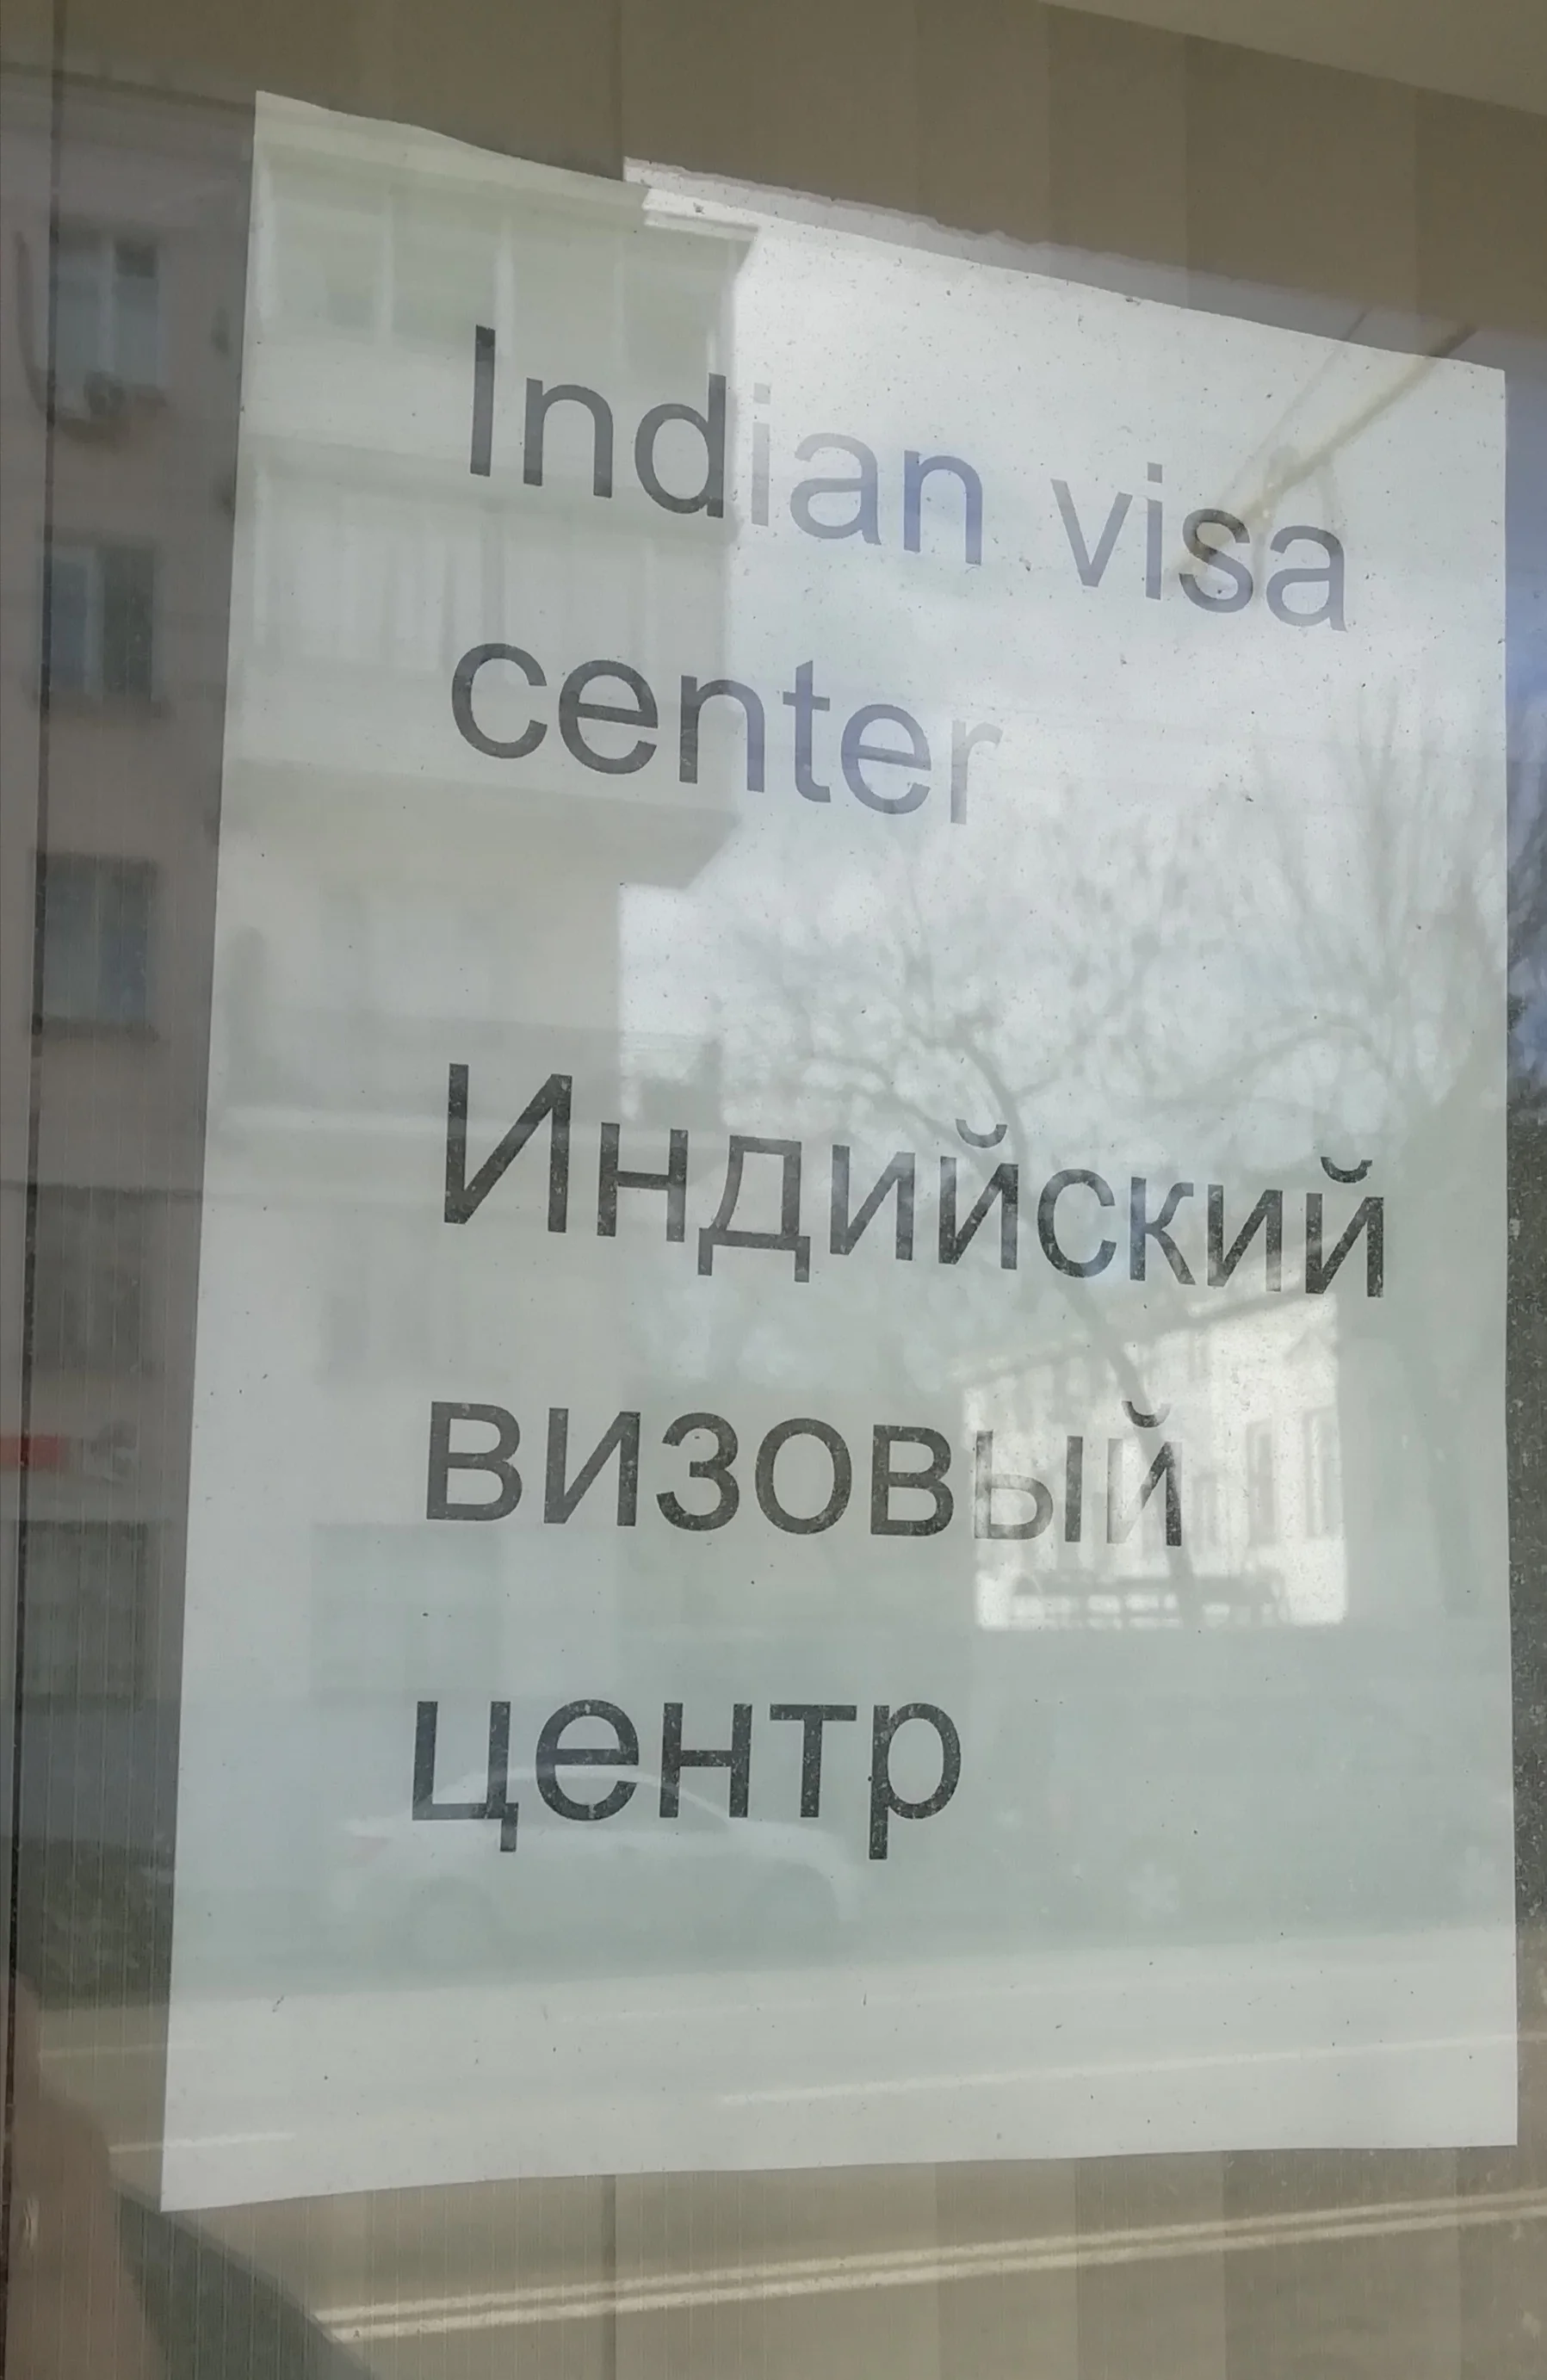 Indian visa
center
Индийский
визовый
центр